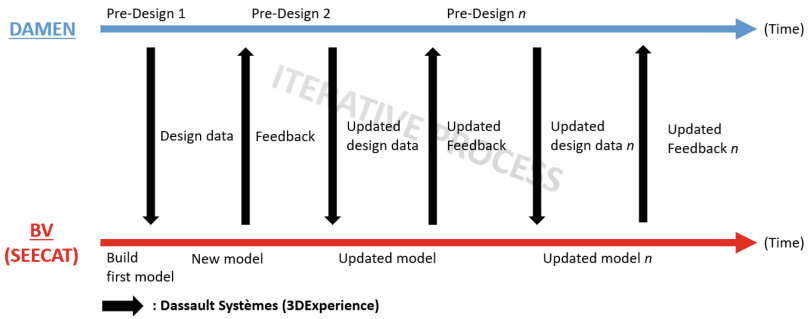 Pre-Design 1
Pre-Design 2
Pre-Design n
DAMEN
(Time)
ITERATIVE PROCESS
Design data
Feedback
Updated
design data
Updated
Feedback
Updated
design data n
Updated
Feedback n
BV
(SEECAT)
(Time)
Build
first model
New model
Updated model
Updated model n
: Dassault Systèmes (3DExperience)